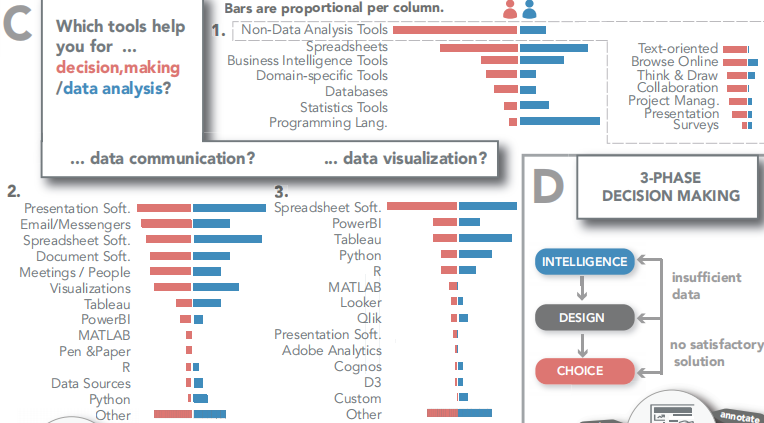 C
Which tools help
you for ...
decision,making
/data analysis?
Bars are proportional per column.
1.
Non-Data Analysis Tools
Spreadsheets
Business Intelligence Tools
Domain-specific Tools
Databases
Statistics Tools
Programming Lang.
Text-oriented
Browse Online
Think & Draw
Collaboration
Project Manag.
Presentation
Surveys
... data communication?
... data visualization?
2.
Presentation Soft.
Email/Messengers
Spreadsheet Soft.
Document Soft.
Meetings / People
Visualizations
Tableau
PowerBI
MATLAB
Pen &Paper
R
Data Sources
Python
Other
3.
Spreadsheet Soft.
PowerBI
Tableau
Python
R
MATLAB
Looker
Qlik
Presentation Soft.
Adobe Analytics
Cognos
D3
Custom
Other
D
3-PHASE
DECISION MAKING
INTELLIGENCE
DESIGN
CHOICE
insufficient
data
no satisfactory
solution
annotate